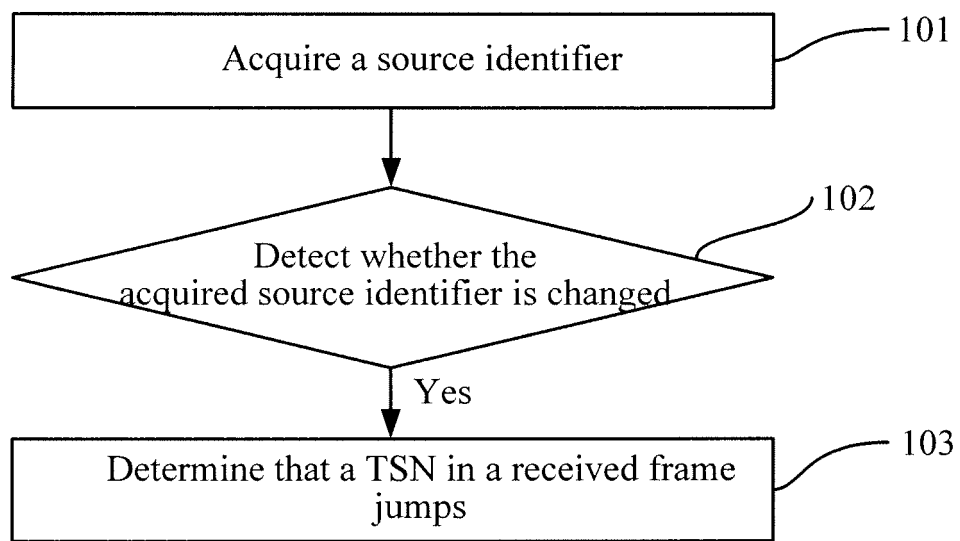 Acquire a source identifier
101
102
Detect whether the
acquired source identifier is changed
Yes
Determine that a TSN in a received frame
jumps
103